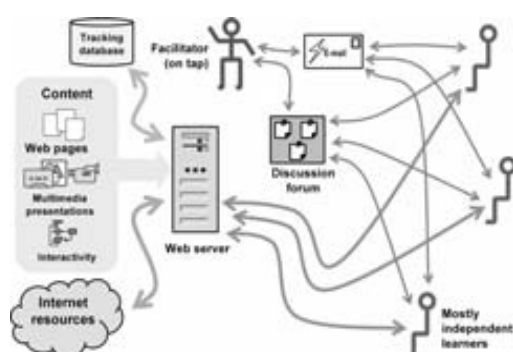 Tracking
database
Facilitator
(on tap)
E-mail
Content
Web pages
Multimedia
presentations
Interactivity
Discussion
forum
Web server
Internet
resources
Mostly
independent
learners